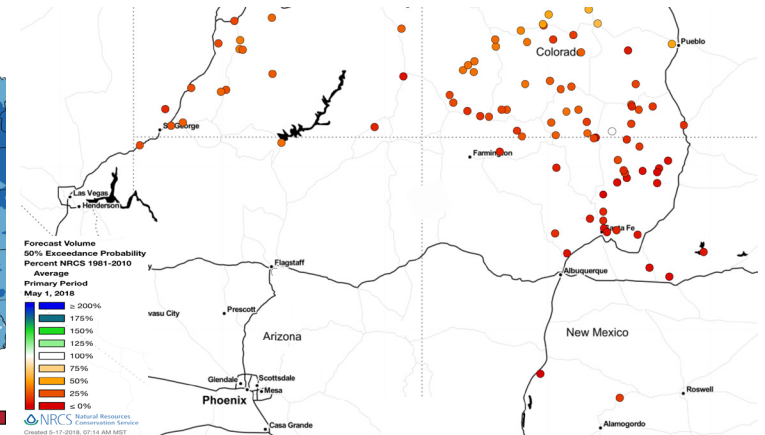 Colorado
Pueblo
St George
Farmington
Las Vegas
Henderson
Santa Fe
Forecast Volume
50% Exceedance Probability
Percent NRCS 1981-2010
Average
Primary Period
May 1, 2018
≥ 200%
175%
150%
125%
100%
75%
50%
25%
≤ 0%
NRCS Natural Resources
Conservation Service
Created 5-17-2018, 07:14 AM MST
y
Flagstaff
Albuquerque
vasu City
Prescott
Arizona
New Mexico
Glendale
Scottsdale
Mesa
Phoenix
Casa Grande
Roswell
Alamogordo